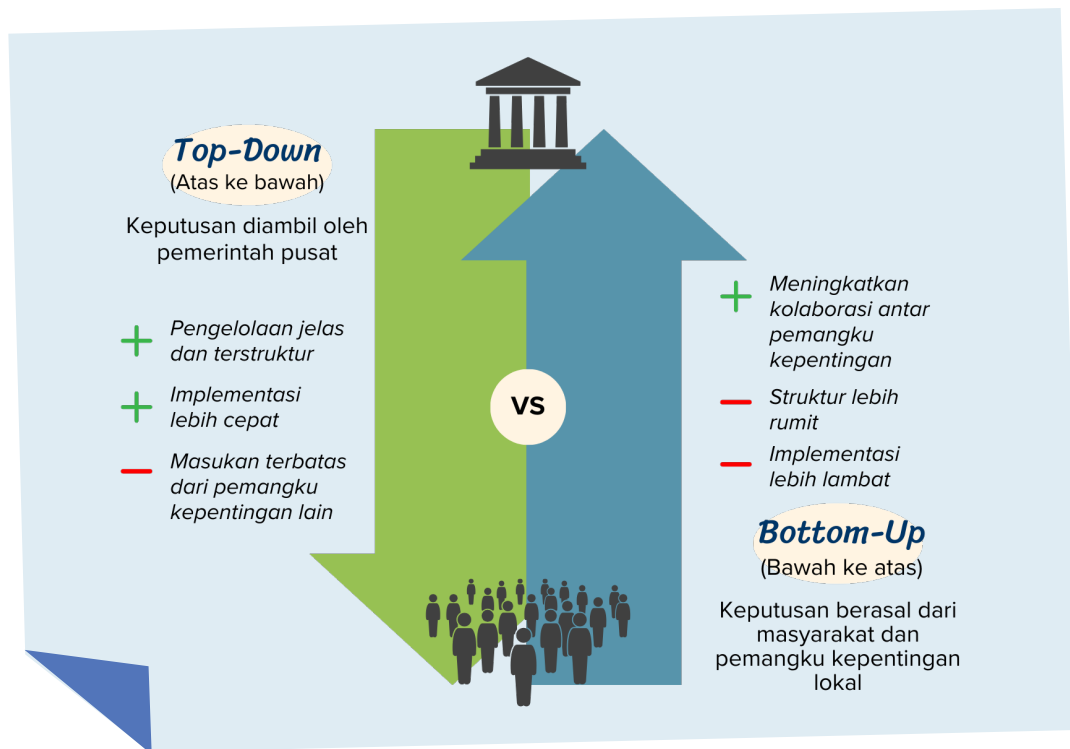 Top-Down
(Atas ke bawah)
Keputusan diambil oleh
pemerintah pusat
Pengelolaan jelas
dan terstruktur
Implementasi
lebih cepat
Masukan terbatas
dari pemangku
kepentingan lain
VS
Meningkatkan
kolaborasi antar
pemangku
kepentingan
Struktur lebih
rumit
Implementasi
lebih lambat
Bottom-Up
(Bawah ke atas)
Keputusan berasal dari
masyarakat dan
pemangku kepentingan
lokal